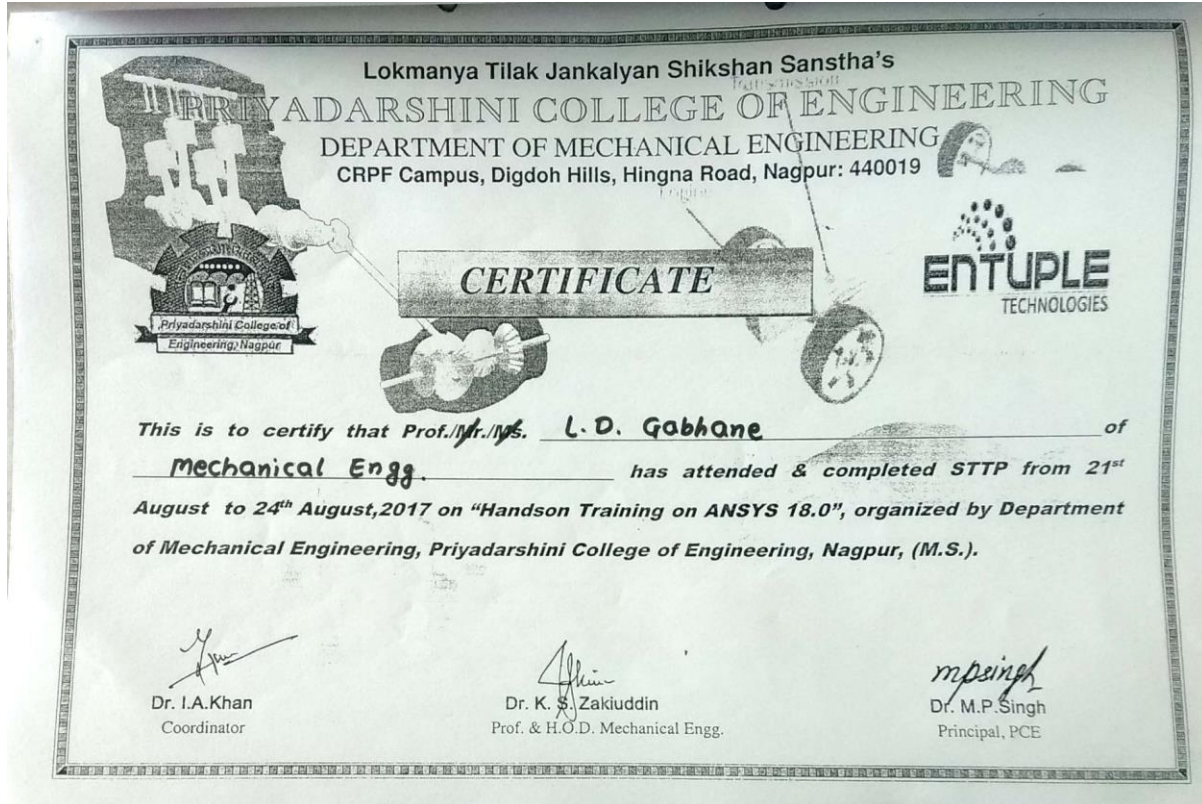 Lokmanya Tilak Jankalyan Shikshan Sanstha's
Transmission
PRIYADARSHINI COLLEGE OF ENGINEERING
DEPARTMENT OF MECHANICAL ENGINEERING
CRPF Campus, Digdoh Hills, Hingna Road, Nagpur: 440019
Engine
ENTUPLE
TECHNOLOGIES
CERTIFICATE
Priyadarshini College of
Engineering, Nagpur
This is to certify that Prof./Mr./Ms. L.D. Gabhane of
Mechanical Engg. has attended & completed STTP from 21st
August to 24th August,2017 on “Handson Training on ANSYS 18.0”, organized by Department
of Mechanical Engineering, Priyadarshini College of Engineering, Nagpur, (M.S.).
mpsingh
Dr. I.A.Khan
Coordinator
Dr. K. S. Zakiuddin
Prof. & H.O.D. Mechanical Engg.
Dr. M.P.Singh
Principal, PCE